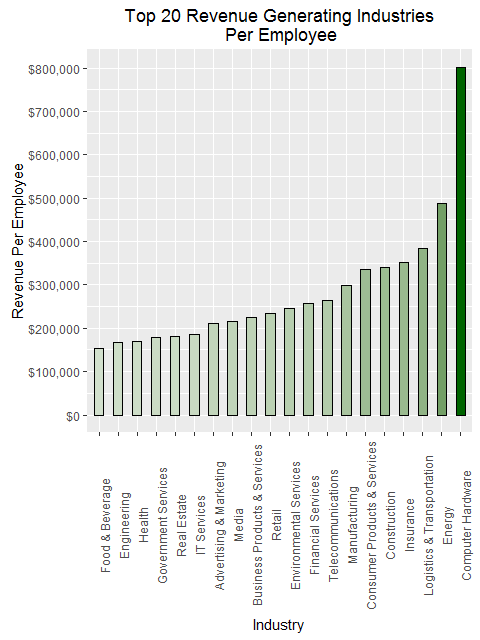 Top 20 Revenue Generating Industries
Per Employee
Revenue Per Employee
$800,000
$700,000
$600,000
$500,000
$400,000
$300,000
$200,000
$100,000
$0
Food & Beverage
Engineering
Health
Government Services
Real Estate
IT Services
Advertising & Marketing
Media
Business Products & Services
Retail
Environmental Services
Financial Services
Telecommunications
Manufacturing
Consumer Products & Services
Construction
Insurance
Logistics & Transportation
Energy
Computer Hardware
Industry